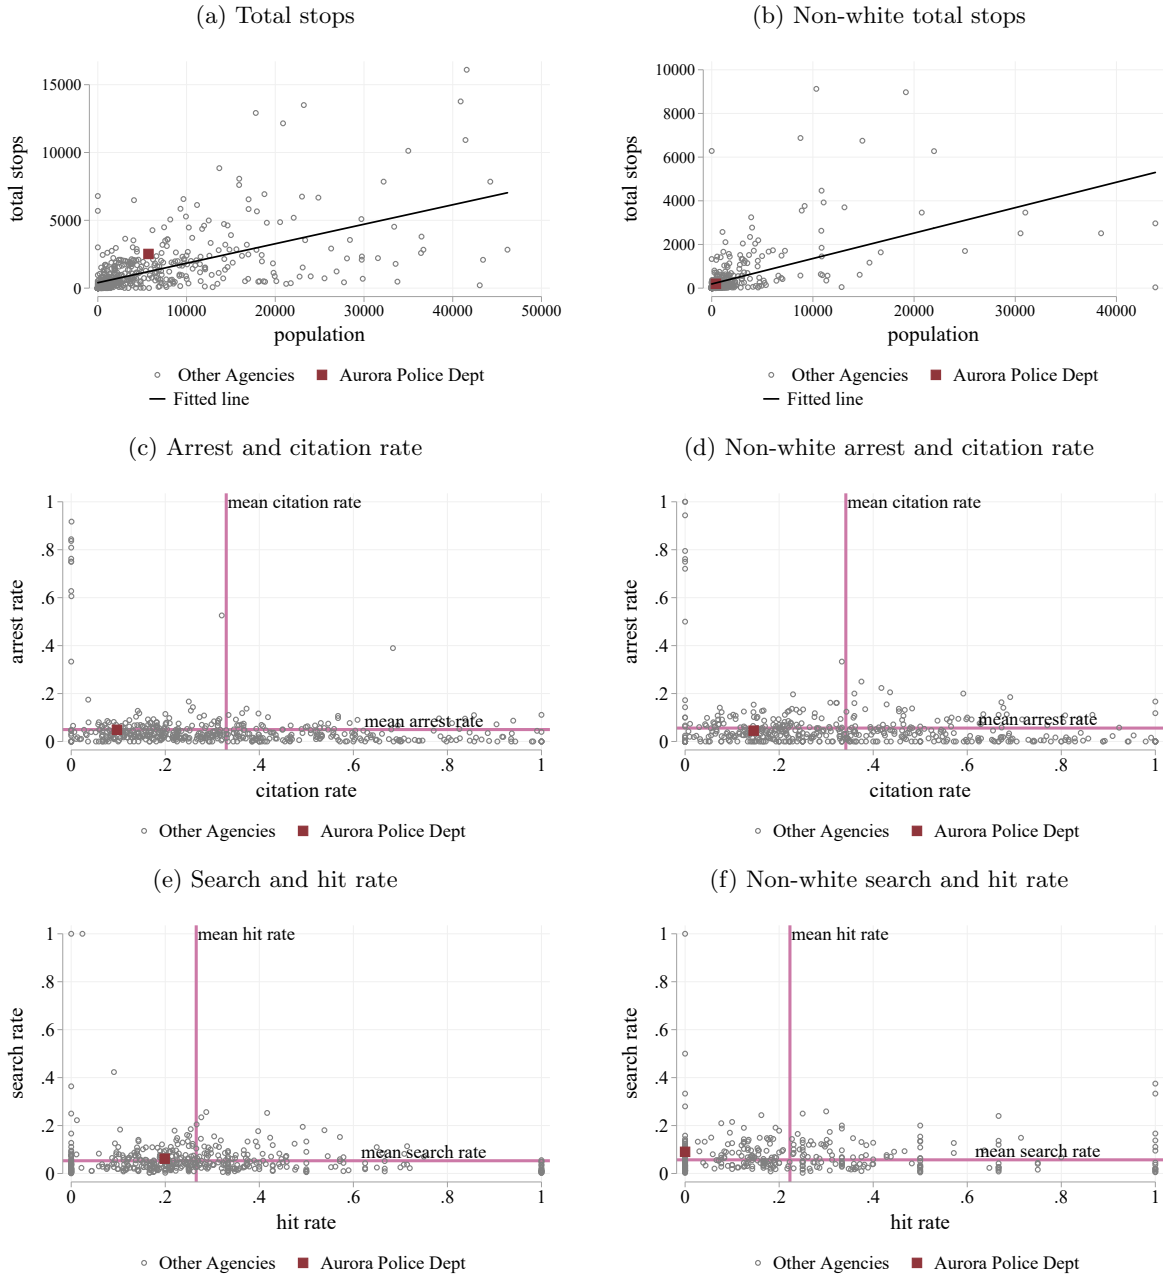 (a) Total stops
(b) Non-white total stops
total stops
15000
10000
5000
0
0 10000 20000 30000 40000 50000
population
Other Agencies Aurora Police Dept
Fitted line
total stops
10000
8000
6000
4000
2000
0
0 10000 20000 30000 40000
population
Other Agencies Aurora Police Dept
Fitted line
(c) Arrest and citation rate
(d) Non-white arrest and citation rate
arrest rate
1
.8
.6
.4
.2
0
mean citation rate
mean arrest rate
0 .2 .4 .6 .8 1
citation rate
Other Agencies Aurora Police Dept
arrest rate
1
.8
.6
.4
.2
0
mean citation rate
mean arrest rate
0 .2 .4 .6 .8 1
citation rate
Other Agencies Aurora Police Dept
(e) Search and hit rate
(f) Non-white search and hit rate
search rate
1
.8
.6
.4
.2
0
mean hit rate
mean search rate
0 .2 .4 .6 .8 1
hit rate
Other Agencies Aurora Police Dept
search rate
1
.8
.6
.4
.2
0
mean hit rate
mean search rate
0 .2 .4 .6 .8 1
hit rate
Other Agencies Aurora Police Dept